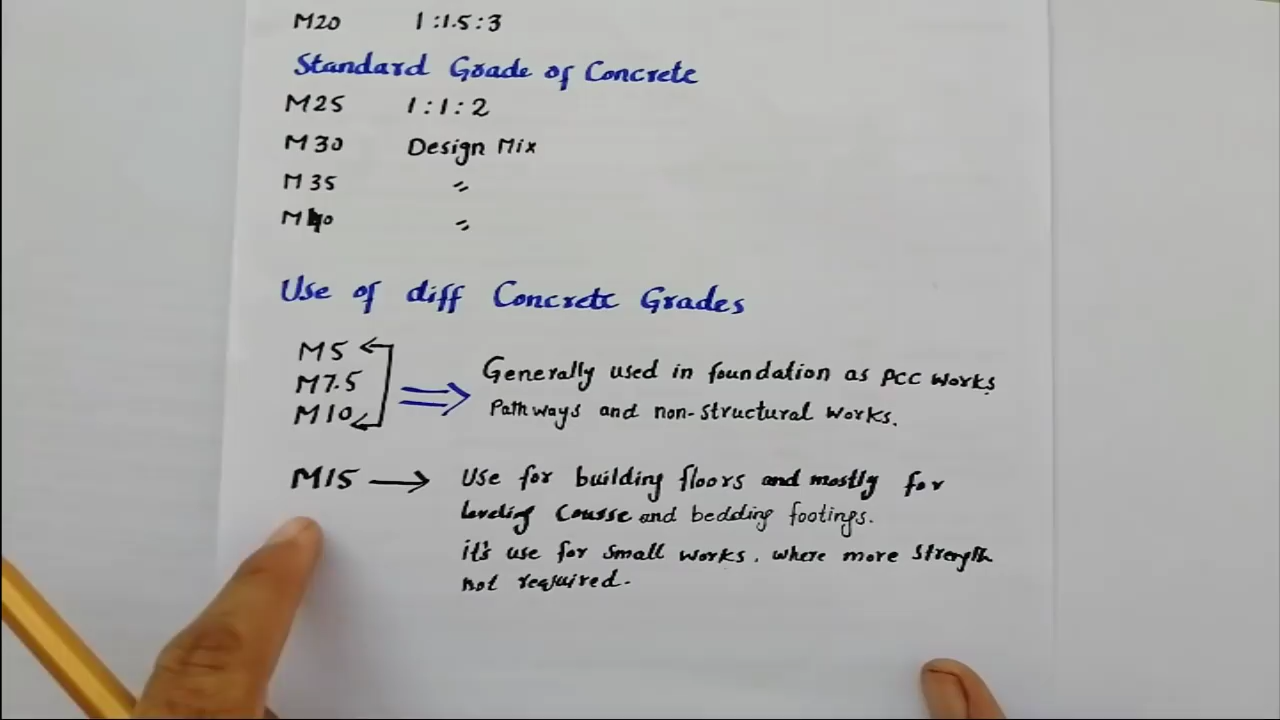 M20 1:1.5:3
Standard Grade of Concrete
M25 1:1:2
M30 Design Mix
M35 "
M40 "
Use of diff Concrete Grades
M5
M7.5
M10
Generally used in foundation as PCC works
Pathways and non-structural works.
M15 → Use for building floors and mostly for
leveling Cousse and bedding footings.
it's use for small works. where more strength
not required.